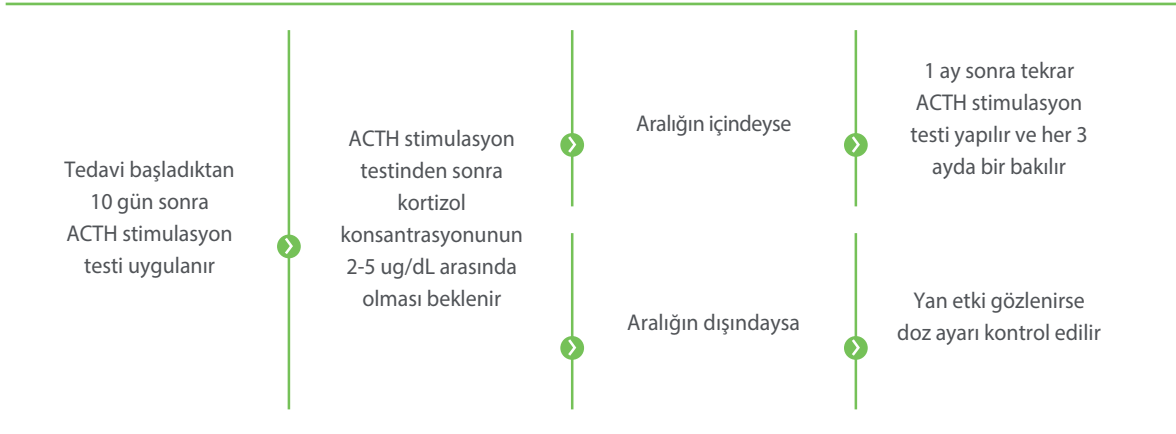 Tedavi başladıktan
10 gün sonra
ACTH stimulasyon
testi uygulanır
ACTH stimulasyon
testinden sonra
kortizol
konsantrasyonunun
2-5 ug/dL arasında
olması beklenir
Aralığın içindeyse
1 ay sonra tekrar
ACTH stimulasyon
testi yapılır ve her 3
ayda bir bakılır
Aralığın dışındaysa
Yan etki gözlenirse
doz ayarı kontrol edilir